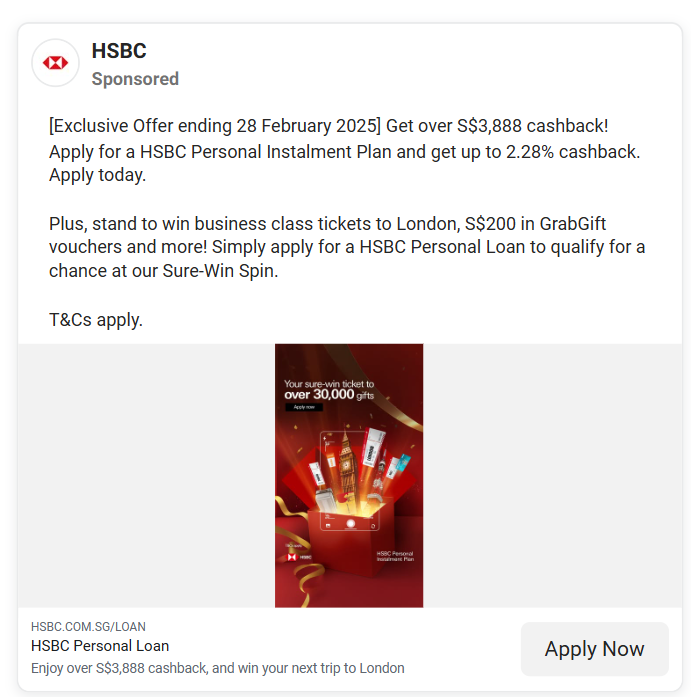 HSBC
Sponsored
[Exclusive Offer ending 28 February 2025] Get over S$3,888 cashback!
Apply for a HSBC Personal Instalment Plan and get up to 2.28% cashback.
Apply today.
Plus, stand to win business class tickets to London, S$200 in GrabGift
vouchers and more! Simply apply for a HSBC Personal Loan to qualify for a
chance at our Sure-Win Spin.
T&Cs apply.
Your sure-win ticket to
over 30,000 gifts
Apply now
LONDON
HSBC
HSBC Personal
Instalment Plan
HSBC.COM.SG/LOAN
HSBC Personal Loan
Enjoy over S$3,888 cashback, and win your next trip to London
Apply Now